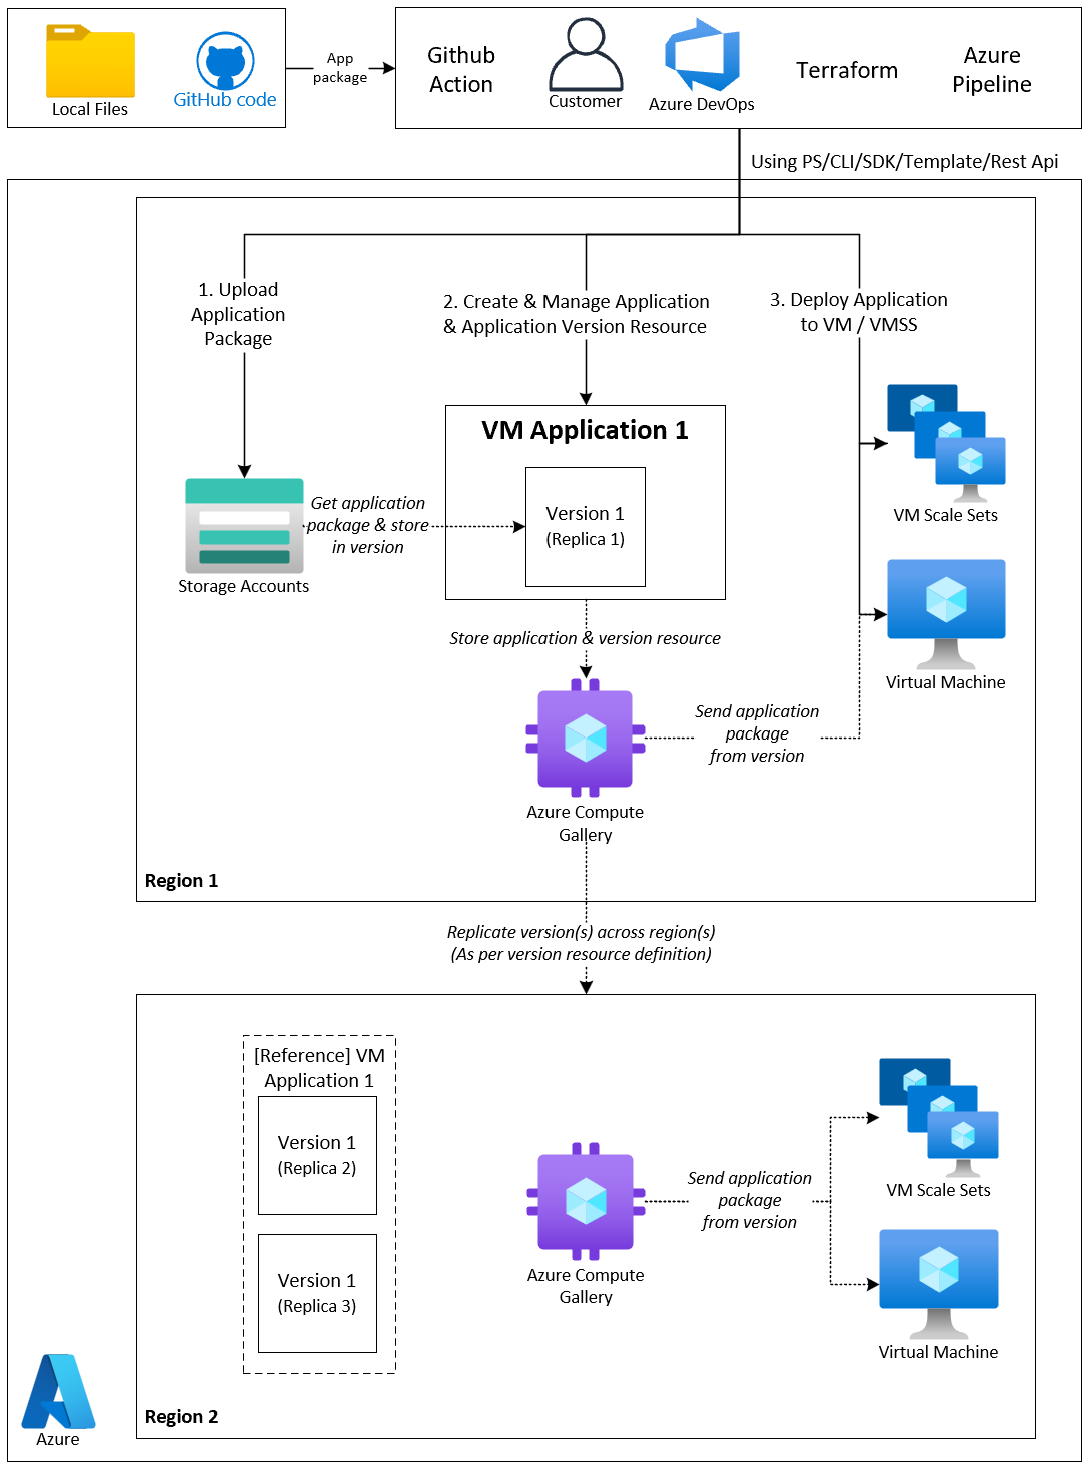 Local Files
GitHub code
App
package
Github
Action
Customer
Azure DevOps
Terraform
Azure
Pipeline
Using PS/CLI/SDK/Template/Rest Api
1. Upload
Application
Package
2. Create & Manage Application
& Application Version Resource
3. Deploy Application
to VM / VMSS
VM Application 1
Version 1
(Replica 1)
Get application
package & store
in version
Storage Accounts
VM Scale Sets
Store application & version resource
Virtual Machine
Send application
package
from version
Azure Compute
Gallery
Region 1
Replicate version(s) across region(s)
(As per version resource definition)
[Reference] VM
Application 1
Version 1
(Replica 2)
Version 1
(Replica 3)
Azure Compute
Gallery
Send application
package
from version
VM Scale Sets
Virtual Machine
Region 2
Azure